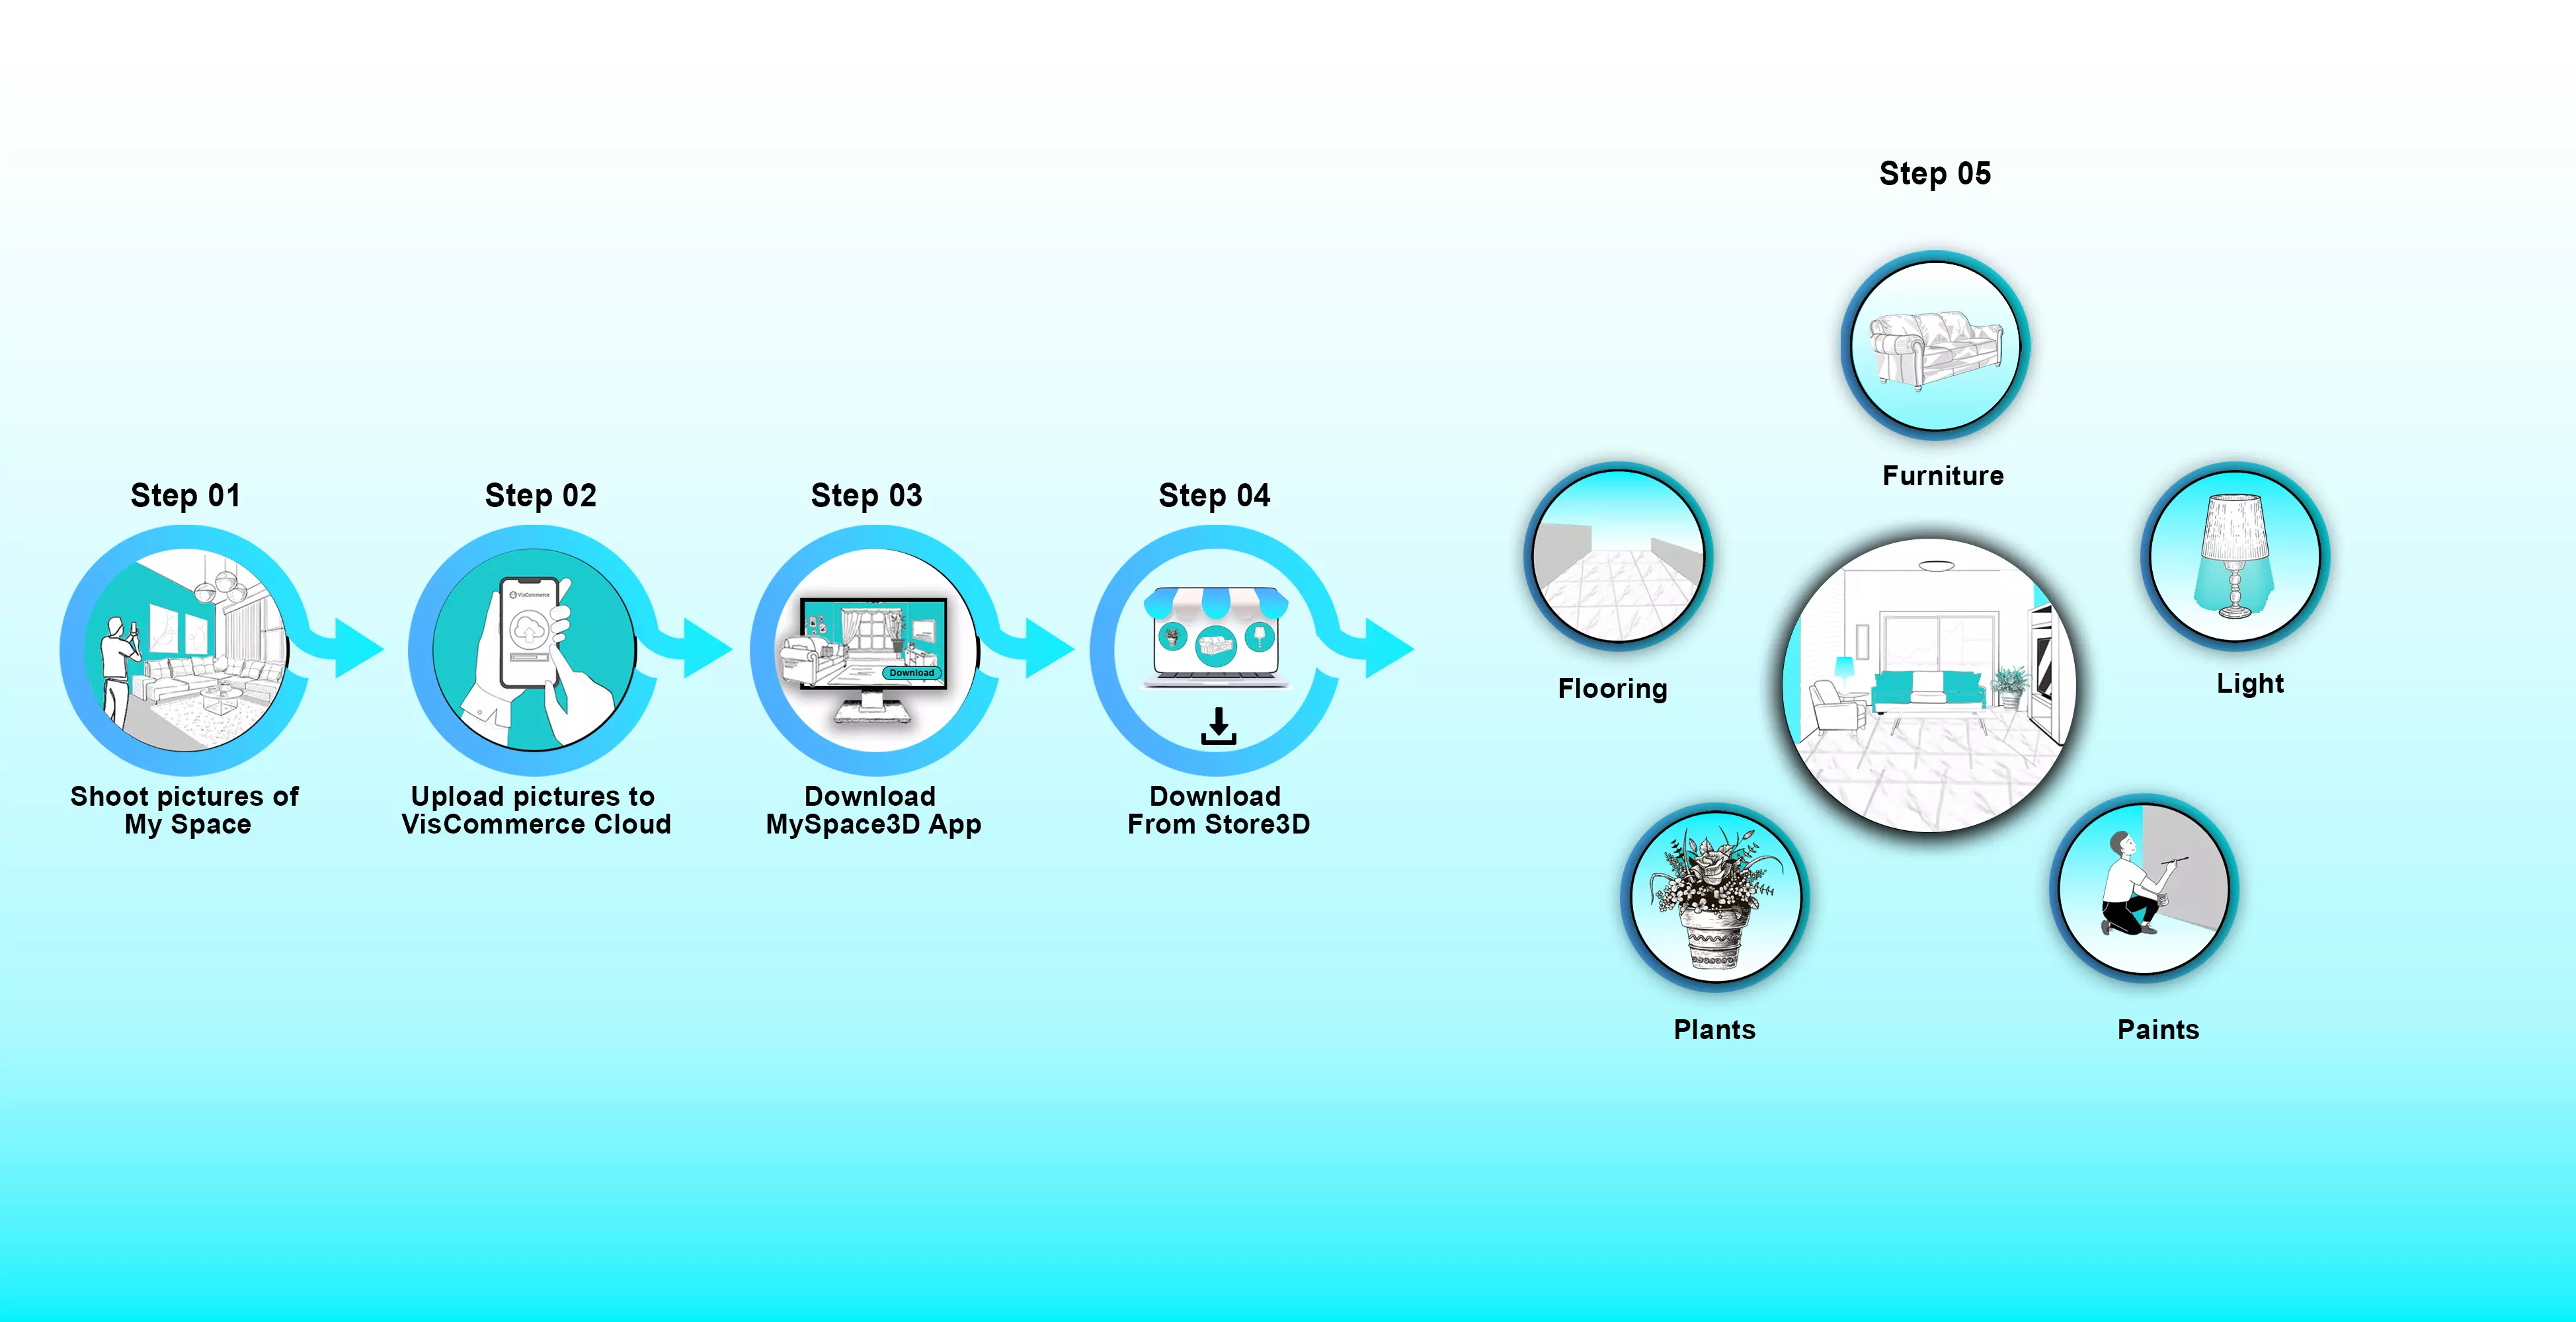 Step 01
Shoot pictures of
My Space
Step 02
VisCommerce
Upload pictures to
VisCommerce Cloud
Step 03
Download
Download
MySpace3D App
Step 04
Download
From Store3D
Step 05
Furniture
Flooring
Light
Plants
Paints